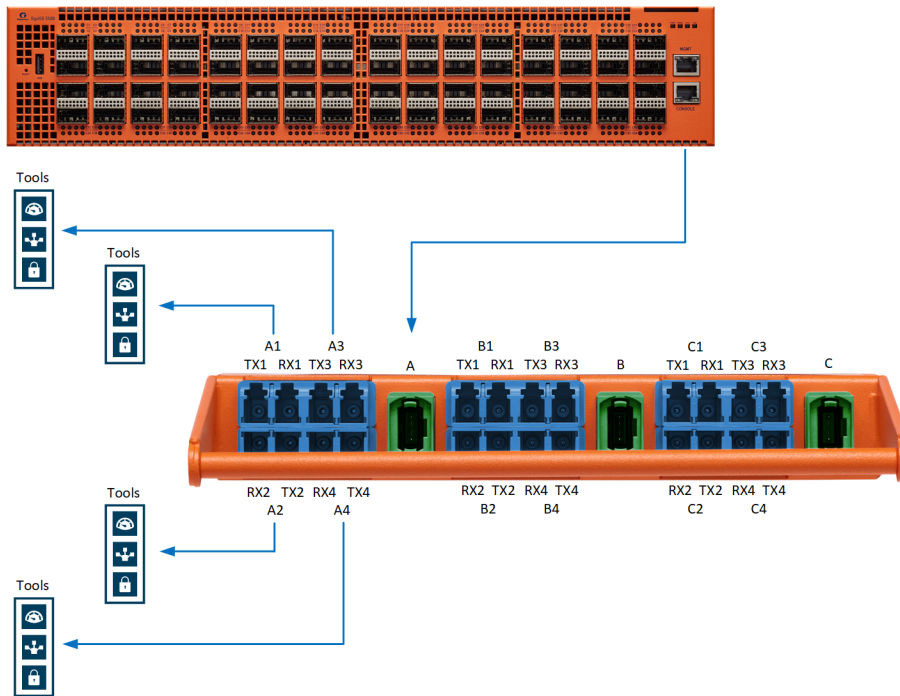 MGMT
CONSOLE
Tools
Tools
A1 A3 B1 B3 C1 C3
TX1 RX1 TX3 RX3 A TX1 RX1 TX3 RX3 B TX1 RX1 TX3 RX3 C
RX2 TX2 RX4 TX4 RX2 TX2 RX4 TX4 RX2 TX2 RX4 TX4
A2 A4 B2 B4 C2 C4
Tools
Tools